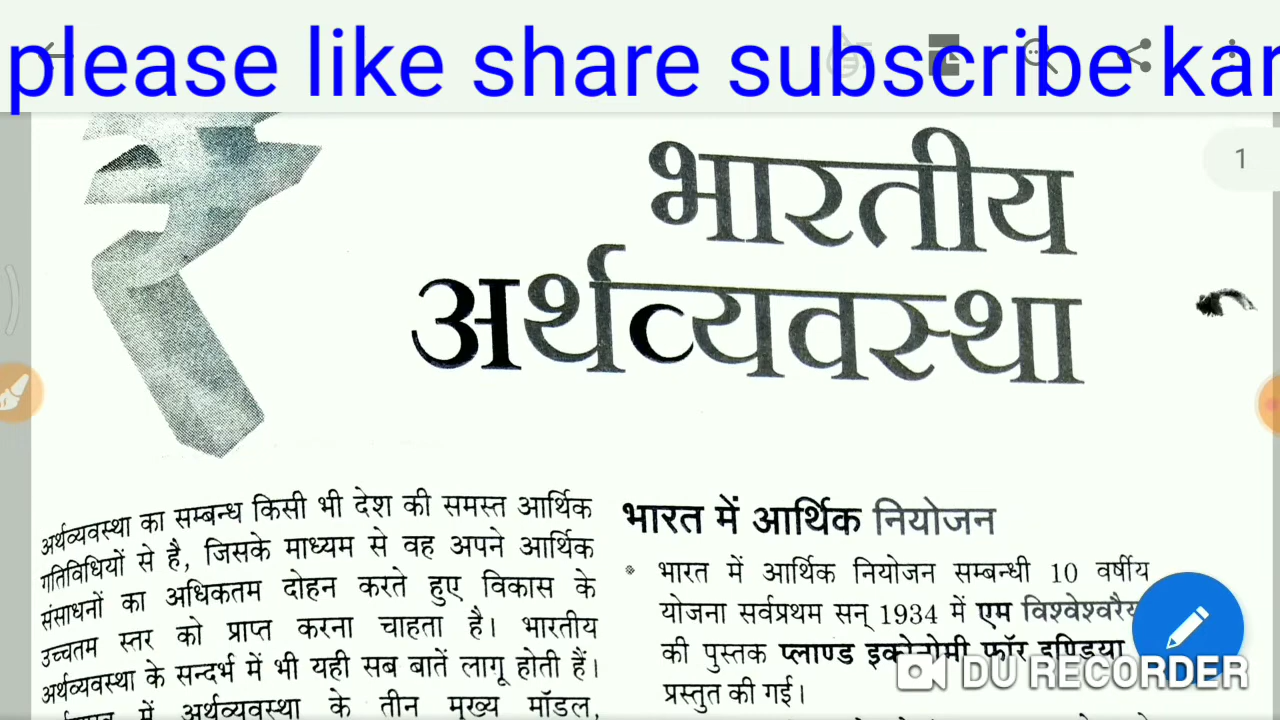 please like share subscribe kar
1
भारतीय
अर्थव्यवस्था
अर्थव्यवस्था का सम्बन्ध किसी भी देश की समस्त आर्थिक
गतिविधियों से है, जिसके माध्यम से वह अपने आर्थिक
संसाधनों का अधिकतम दोहन करते हुए विकास के
उच्चतम स्तर को प्राप्त करना चाहता है। भारतीय
अर्थव्यवस्था के सन्दर्भ में भी यही सब बातें लागू होती हैं।
में अर्थव्यवस्था के तीन मुख्य मॉडल,
भारत में आर्थिक नियोजन
भारत में आर्थिक नियोजन सम्बन्धी 10 वर्षीय
योजना सर्वप्रथम सन् 1934 में एम विश्वेश्वरैय
की पुस्तक प्लाण्ड इकोनोमी फॉर इण्डिया
प्रस्तुत की गई।
DU RECORDER